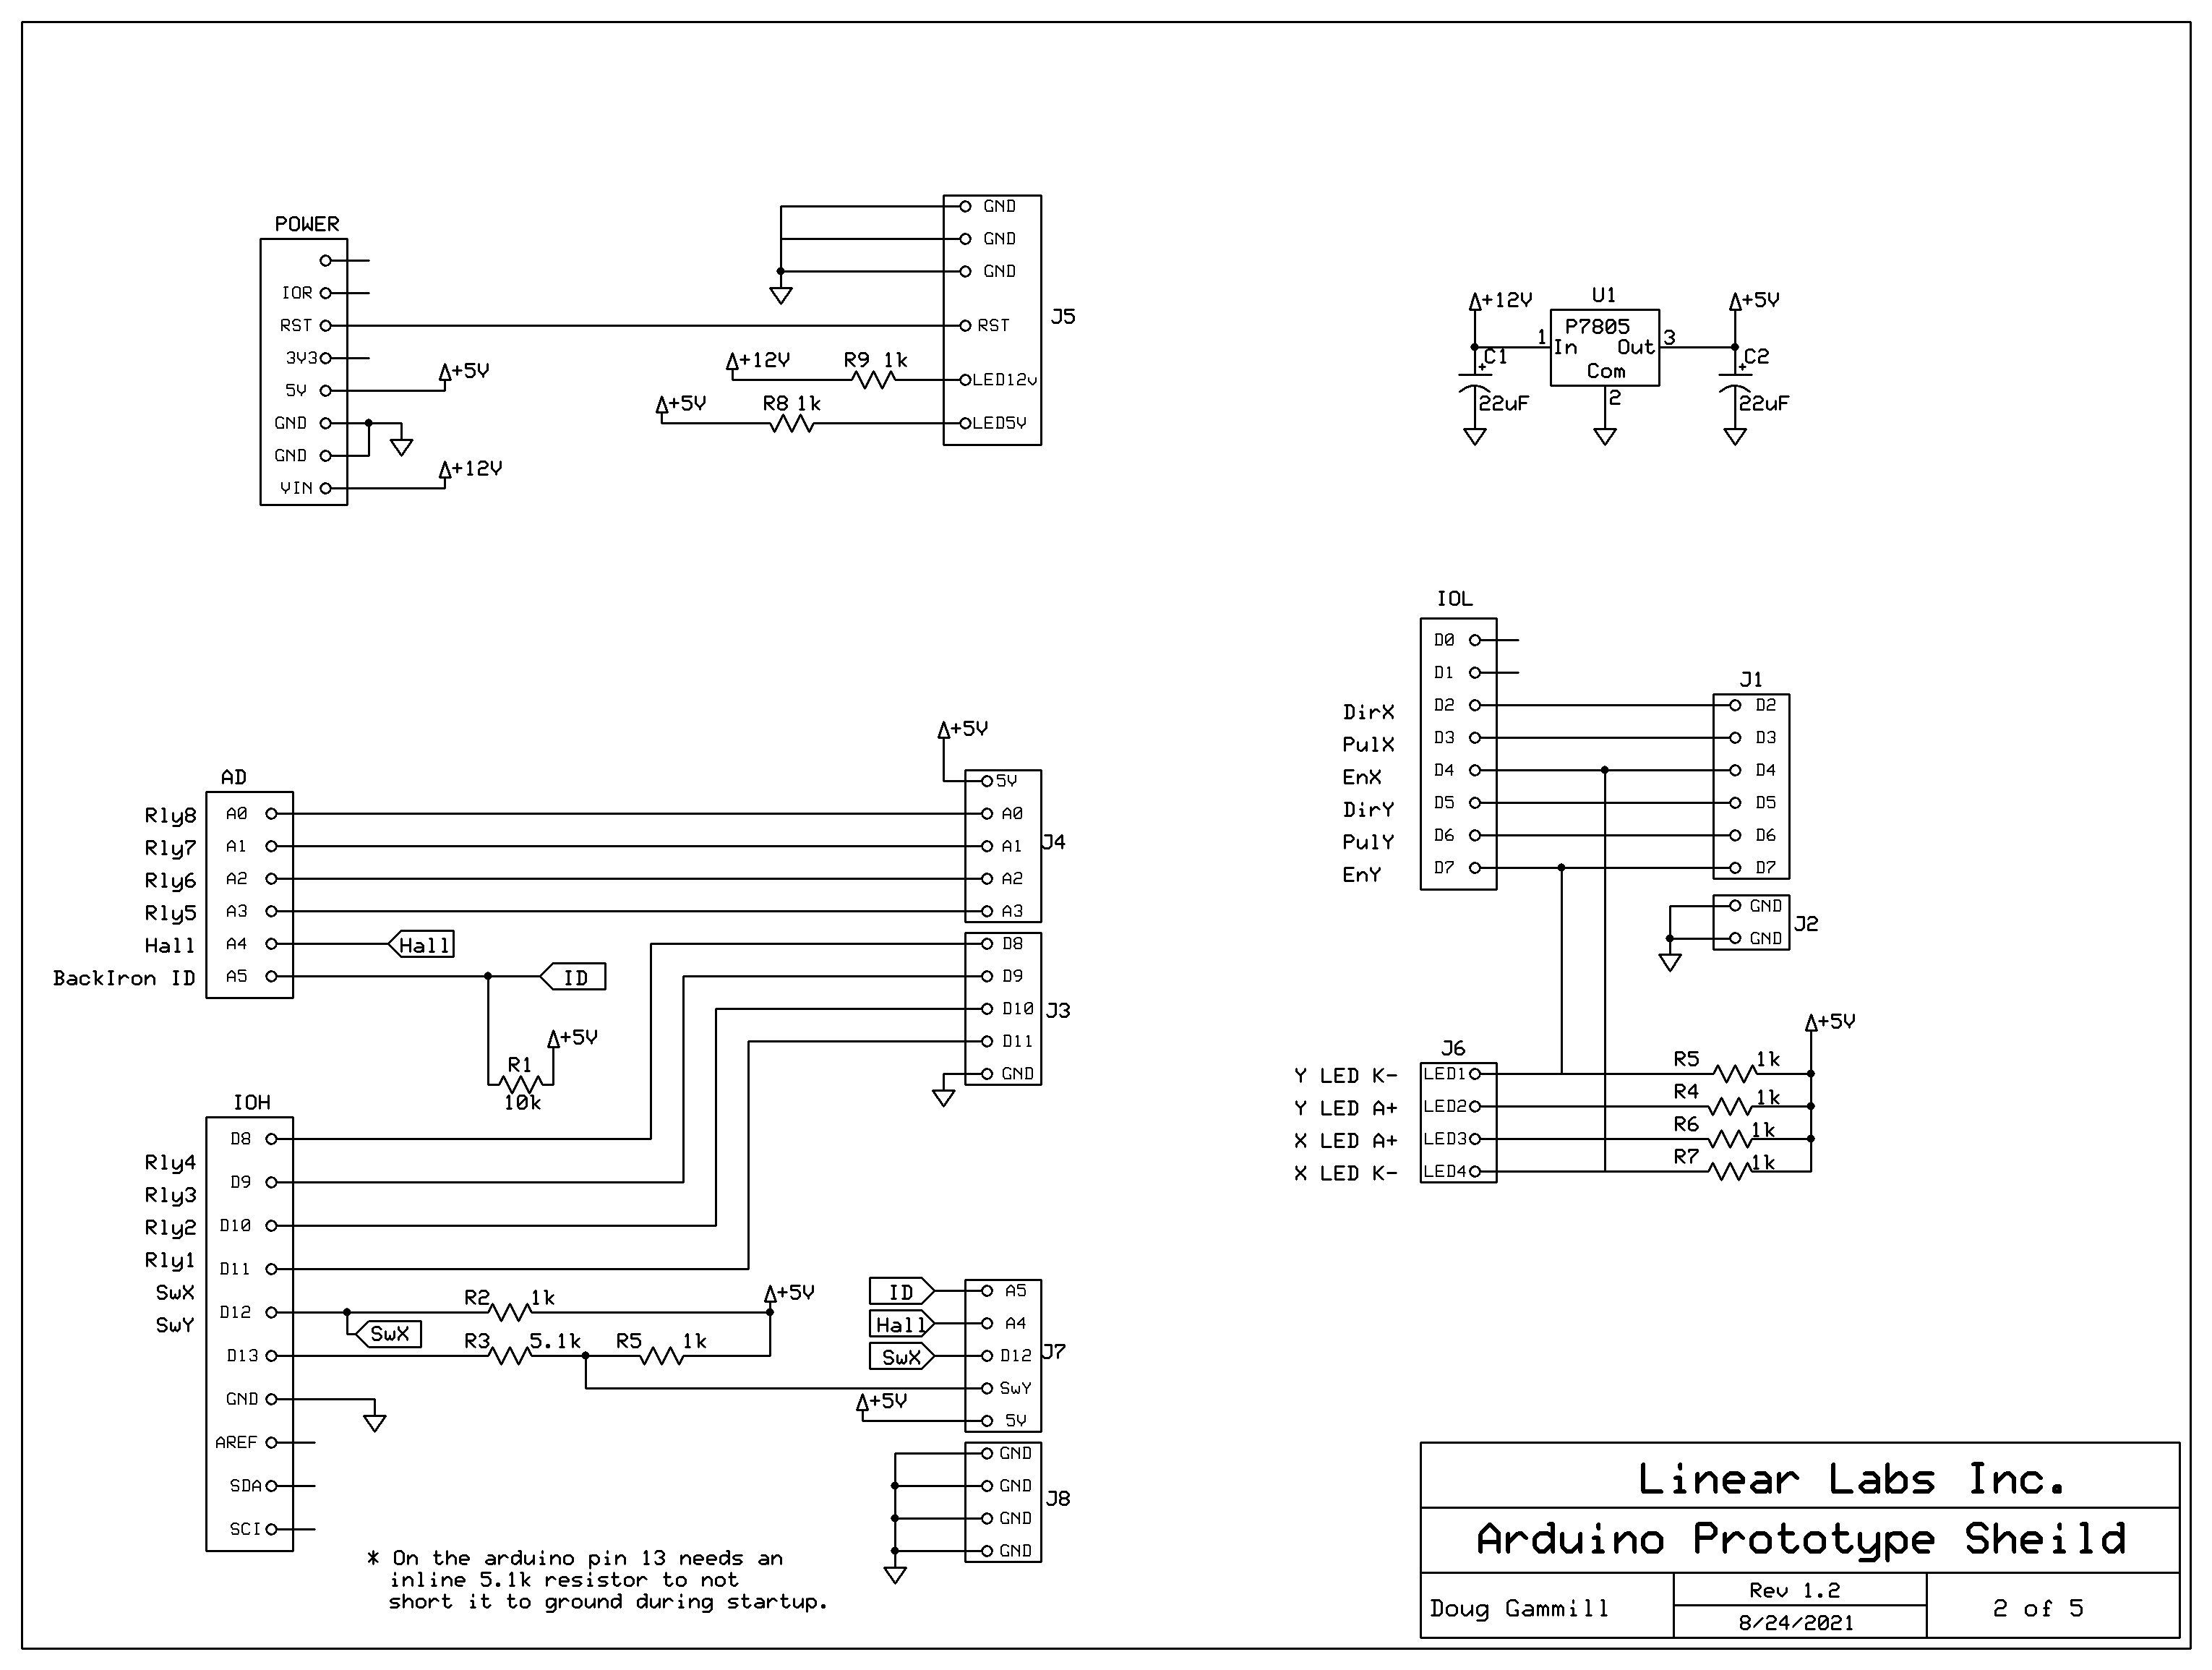 POWER
IOR
RST
3V3
5V
GND
GND
VIN
+5V
+12V
GND
GND
GND
RST
LED12v
LED5V
J5
+12V
R9 1k
+5V
R8 1k
+12V
U1
P7805
1
In
Out
3
Com
2
+5V
C1
+
22uF
C2
+
22uF
IOL
D0
D1
DirX
D2
PulX
D3
EnX
D4
DirY
D5
PulY
D6
EnY
D7
J1
D2
D3
D4
D5
D6
D7
GND
GND
J2
+5V
J6
Y LED K-
LED1
R5
1k
Y LED A+
LED2
R4
1k
X LED A+
LED3
R6
1k
X LED K-
LED4
R7
1k
AD
Rly8
A0
Rly7
A1
Rly6
A2
Rly5
A3
Hall
A4
Hall
BackIron ID
A5
ID
+5V
R1
10k
+5V
5V
A0
A1
A2
A3
J4
D8
D9
D10
D11
GND
J3
IOH
D8
Rly4
D9
Rly3
D10
Rly2
D11
Rly1
SwX
D12
SwY
D13
GND
AREF
SDA
SCI
R2
1k
+5V
SwX
R3
5.1k
R5
1k
ID
A5
Hall
A4
SwX
D12
J7
SwY
+5V
5V
GND
GND
GND
GND
J8
* On the arduino pin 13 needs an
inline 5.1k resistor to not
short it to ground during startup.
Linear Labs Inc.
Arduino Prototype Sheild
Doug Gammill
Rev 1.2
8/24/2021
2 of 5